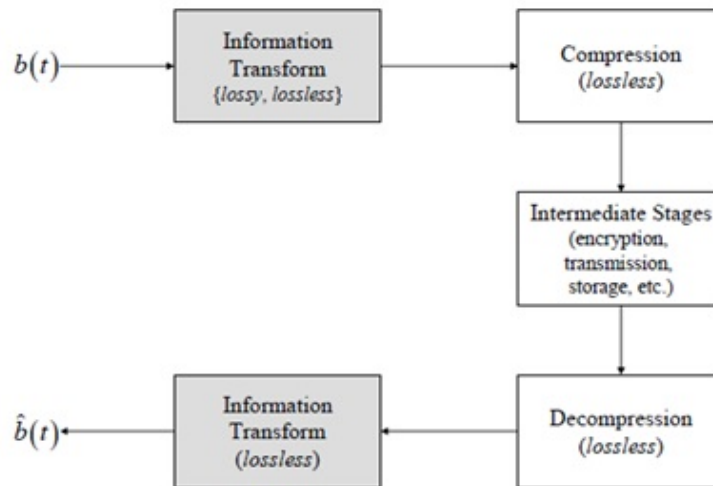 b(t)
Information
Transform
{lossy, lossless}
Compression
(lossless)
Intermediate Stages
(encryption,
transmission,
storage, etc.)
Decompression
(lossless)
Information
Transform
(lossless)
b̂(t)